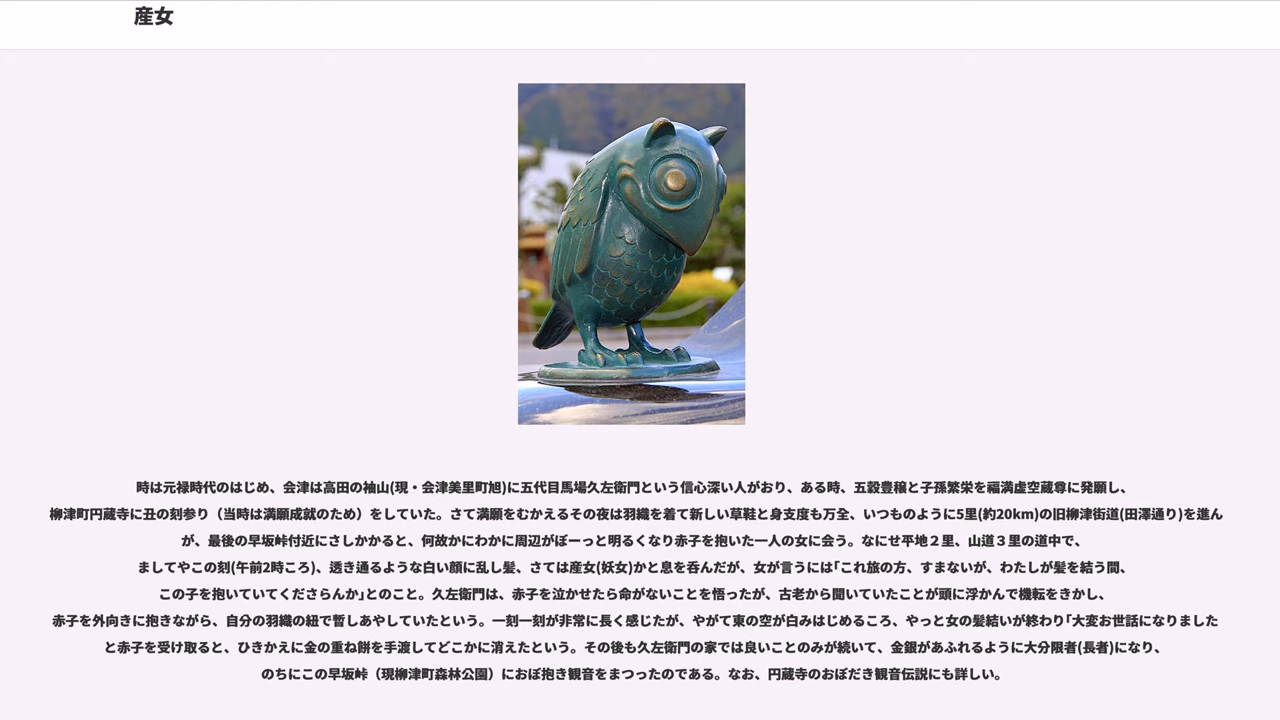 産女
時は元禄時代のはじめ、会津は高田の袖山(現・会津美里町旭)に五代目馬場久左衛門という信心深い人がおり、ある時、五穀豊穣と子孫繁栄を福満虚空蔵尊に発願し、
柳津町円蔵寺に丑の刻参り（当時は満願成就のため）をしていた。さて満願をむかえるその夜は羽織を着て新しい草鞋と身支度も万全、いつものように5里(約20km)の旧柳津街道(田澤通り)を進ん
が、最後の早坂峠付近にさしかかると、何故かにわかに周辺がぼーっと明るくなり赤子を抱いた一人の女に会う。なにせ平地２里、山道３里の道中で、
ましてやこの刻(午前2時ころ)、透き通るような白い顔に乱し髪、さては産女(妖女)かと息を呑んだが、女が言うには｢これ旅の方、すまないが、わたしが髪を結う間、
この子を抱いていてくださらんか｣とのこと。久左衛門は、赤子を泣かせたら命がないことを悟ったが、古老から聞いていたことが頭に浮かんで機転をきかし、
赤子を外向きに抱きながら、自分の羽織の紐で暫しあやしていたという。一刻一刻が非常に長く感じたが、やがて東の空が白みはじめるころ、やっと女の髪結いが終わり｢大変お世話になりました
と赤子を受け取ると、ひきかえに金の重ね餅を手渡してどこかに消えたという。その後も久左衛門の家では良いことのみが続いて、金銀があふれるように大分限者(長者)になり、
のちにこの早坂峠（現柳津町森林公園）におぼ抱き観音をまつったのである。なお、円蔵寺のおぼだき観音伝説にも詳しい。